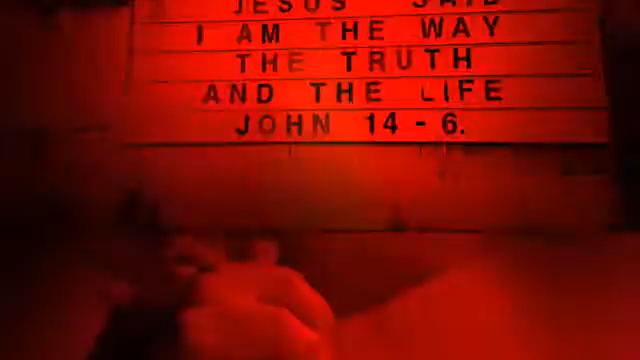 JESUS SAID
I AM THE WAY
THE TRUTH
AND THE LIFE
JOHN 14 - 6.